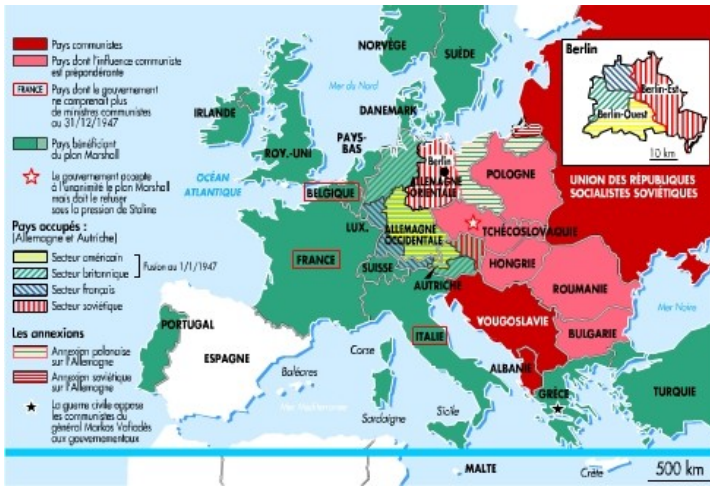 Pays communistes
Pays dont l'influence communiste
est prépondérante
FRANCE
Pays dont le gouvernement
ne comprenait plus
de ministres communistes
au 31/12/1947
Pays bénéficiant
du plan Marshall
Le gouvernement accepte
à l'unanimité le plan Marshall
mais doit le refuser
sous la pression de Staline
Pays occupés :
(Allemagne et Autriche)
Secteur américain
Secteur britannique
Fusion au 1/1/1947
Secteur français
Secteur soviétique
Les annexions
Annexion polonaise
sur l'Allemagne
Annexion soviétique
sur l'Allemagne
La guerre civile oppose
les communistes du
général Markos Vafiadès
aux gouvernementaux
NORVÈGE
SUÈDE
Mer du Nord
DANEMARK
IRLANDE
ROY.-UNI
PAYS-
BAS
OCÉAN
ATLANTIQUE
BELGIQUE
Berlin
ALLEMAGNE
ORIENTALE
POLOGNE
UNION DES RÉPUBLIQUES
SOCIALISTES SOVIÉTIQUES
LUX.
ALLEMAGNE
OCCIDENTALE
TCHÉCOSLOVAQUIE
FRANCE
SUISSE
AUTRICHE
HONGRIE
ROUMANIE
Mer Noire
YOUGOSLAVIE
BULGARIE
ITALIE
ALBANIE
PORTUGAL
ESPAGNE
Corse
Baléares
Mer Méditerranée
Sardaigne
Sicile
GRÈCE
TURQUIE
MALTE
Crète
500 km
Berlin
Berlin-Est
Berlin-Ouest
10 km